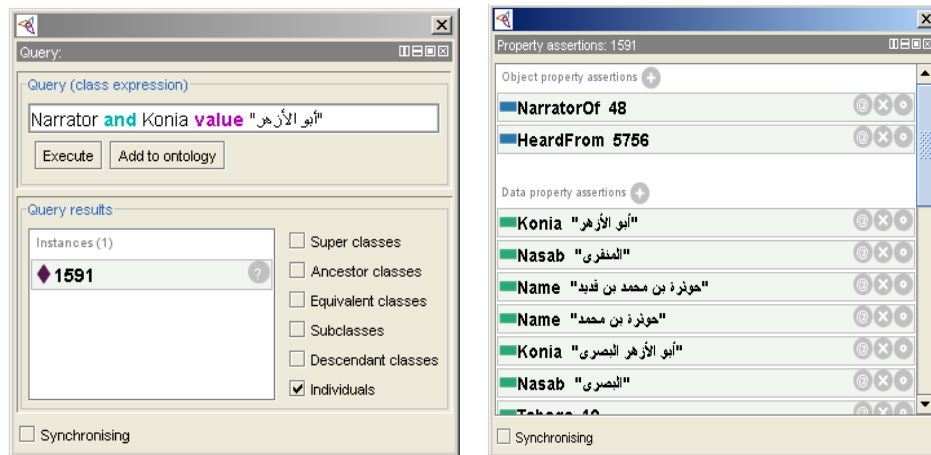 Query:
Query (class expression)
Narrator and Konia value "أبو الأزهر"
Execute
Add to ontology
Query results
Instances (1)
1591
?
Super classes
Ancestor classes
Equivalent classes
Subclasses
Descendant classes
Individuals
Synchronising
Property assertions: 1591
Object property assertions
NarratorOf 48
HeardFrom 5756
Data property assertions
Konia "أبو الأزهر"
Nasab "المنقرى"
Name "حوثرة بن محمد بن قديد"
Name "حوثرة بن محمد"
Konia "أبو الأزهر البصرى"
Nasab "البصرى"
Synchronising